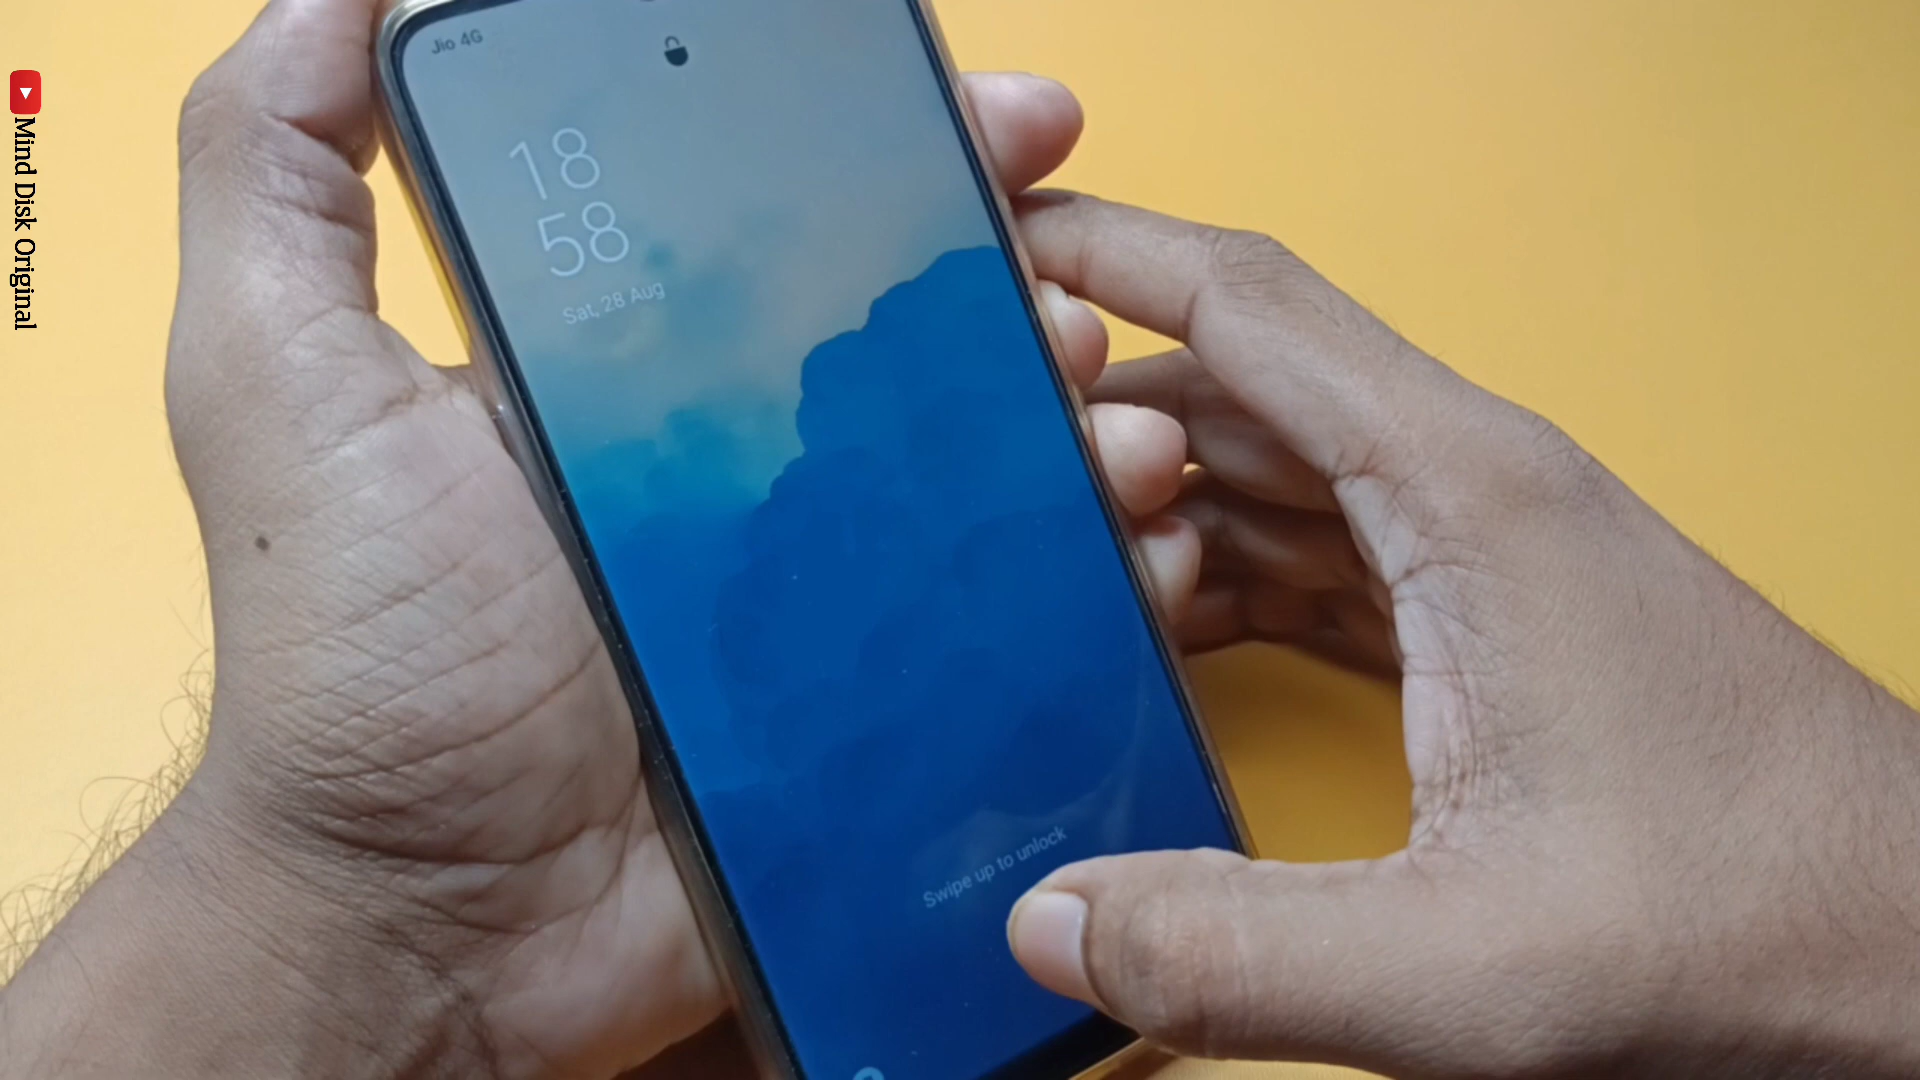 Jio 4G
18
58
Sat, 28 Aug
Swipe up to unlock
Mind Disk Original